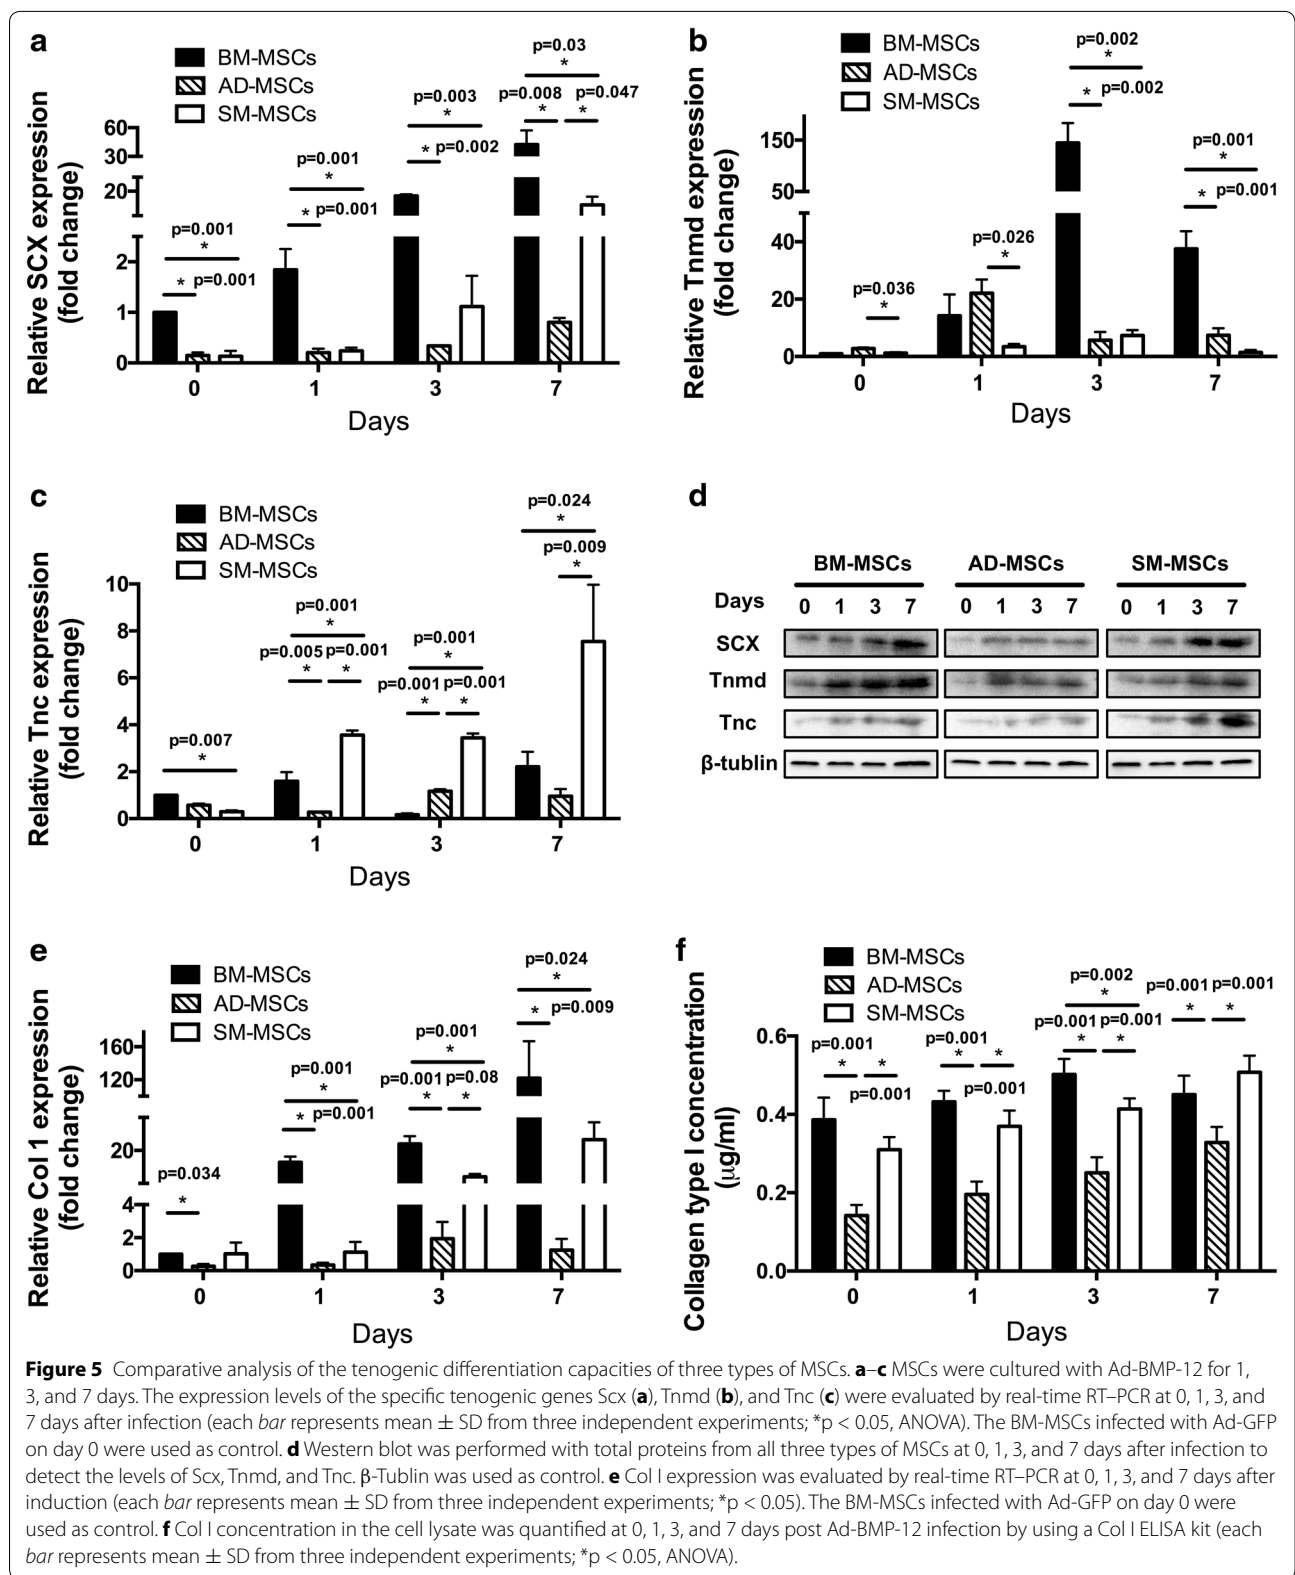 a
BM-MSCs
AD-MSCs
SM-MSCs
Relative SCX expression
(fold change)
60
30
20
2
1
0
p=0.001
*
* p=0.001
p=0.001
*
* p=0.001
p=0.003
*
* p=0.002
p=0.03
*
p=0.008
*
p=0.047
*
0 1 3 7
Days
b
BM-MSCs
AD-MSCs
SM-MSCs
Relative Tnmd expression
(fold change)
150
50
40
20
0
p=0.036
*
p=0.026
*
p=0.002
*
* p=0.002
p=0.001
*
* p=0.001
0 1 3 7
Days
c
BM-MSCs
AD-MSCs
SM-MSCs
Relative Tnc expression
(fold change)
10
8
6
4
2
0
p=0.007
*
p=0.001
*
p=0.005 p=0.001
* *
p=0.001
*
p=0.001 p=0.001
* *
p=0.024
*
p=0.009
*
0 1 3 7
Days
d
BM-MSCs AD-MSCs SM-MSCs
Days 0 1 3 7 0 1 3 7 0 1 3 7
SCX
Tnmd
Tnc
β-tublin
e
BM-MSCs
AD-MSCs
SM-MSCs
Relative Col 1 expression
(fold change)
160
120
20
4
2
0
p=0.034
*
p=0.001
*
* p=0.001
p=0.001
*
p=0.001 p=0.08
* *
p=0.024
*
* p=0.009
0 1 3 7
Days
f
BM-MSCs
AD-MSCs
SM-MSCs
Collagen type I concentration
(μg/ml)
0.6
0.4
0.2
0.0
p=0.001
* *
p=0.001
p=0.001
* *
p=0.001
p=0.002
*
p=0.001 p=0.001
* *
p=0.001 p=0.001
* *
0 1 3 7
Days
Figure 5 Comparative analysis of the tenogenic differentiation capacities of three types of MSCs. a–c MSCs were cultured with Ad-BMP-12 for 1,
3, and 7 days. The expression levels of the specific tenogenic genes Scx (a), Tnmd (b), and Tnc (c) were evaluated by real-time RT–PCR at 0, 1, 3, and
7 days after infection (each bar represents mean ± SD from three independent experiments; *p < 0.05, ANOVA). The BM-MSCs infected with Ad-GFP
on day 0 were used as control. d Western blot was performed with total proteins from all three types of MSCs at 0, 1, 3, and 7 days after infection to
detect the levels of Scx, Tnmd, and Tnc. β-Tublin was used as control. e Col I expression was evaluated by real-time RT–PCR at 0, 1, 3, and 7 days after
induction (each bar represents mean ± SD from three independent experiments; *p < 0.05). The BM-MSCs infected with Ad-GFP on day 0 were
used as control. f Col I concentration in the cell lysate was quantified at 0, 1, 3, and 7 days post Ad-BMP-12 infection by using a Col I ELISA kit (each
bar represents mean ± SD from three independent experiments; *p < 0.05, ANOVA).